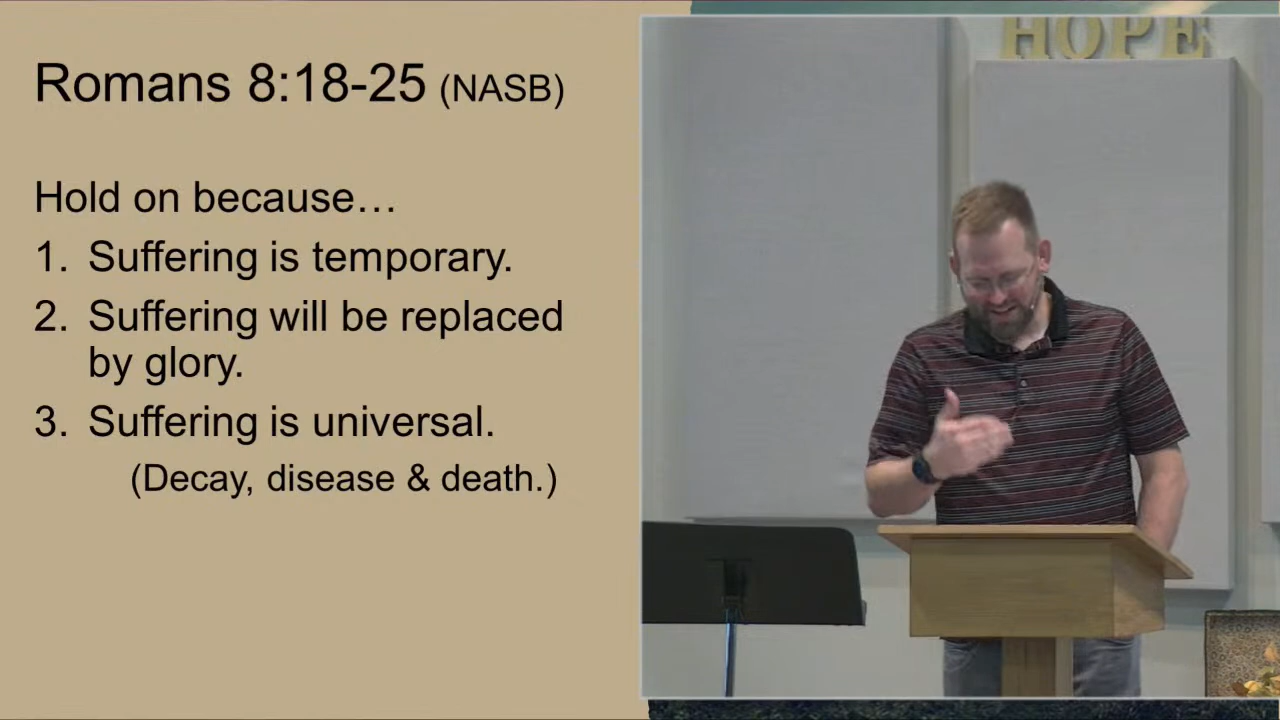 Romans 8:18-25 (NASB)
Hold on because…
1. Suffering is temporary.
2. Suffering will be replaced
by glory.
3. Suffering is universal.
(Decay, disease & death.)
HOPE